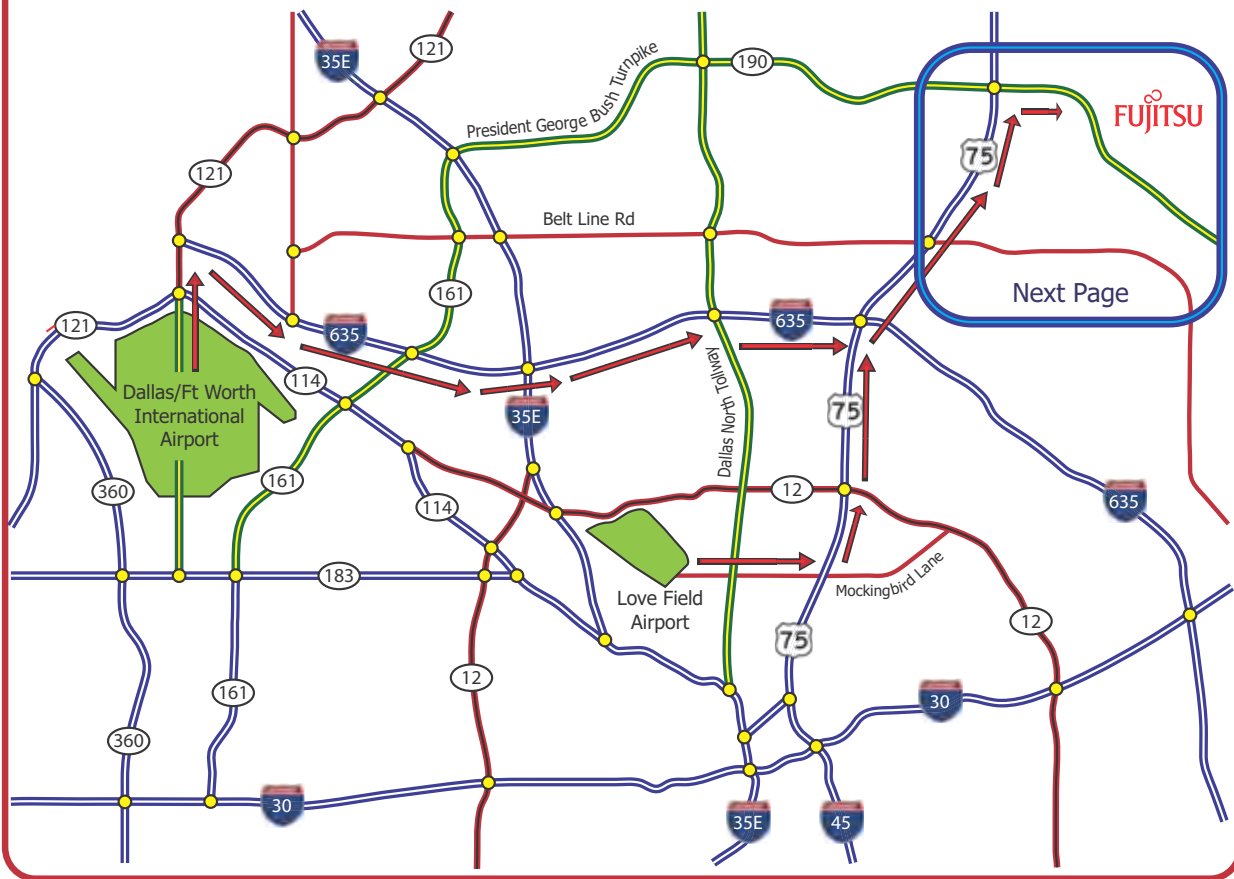 121
35E
President George Bush Turnpike
190
FUJITSU
75
121
Belt Line Rd
161
Next Page
121
635
635
Dallas/Ft Worth
International
Airport
114
35E
Dallas North Tollway
75
360
161
114
12
635
183
Love Field
Airport
Mockingbird Lane
12
75
12
161
30
360
30
35E
45